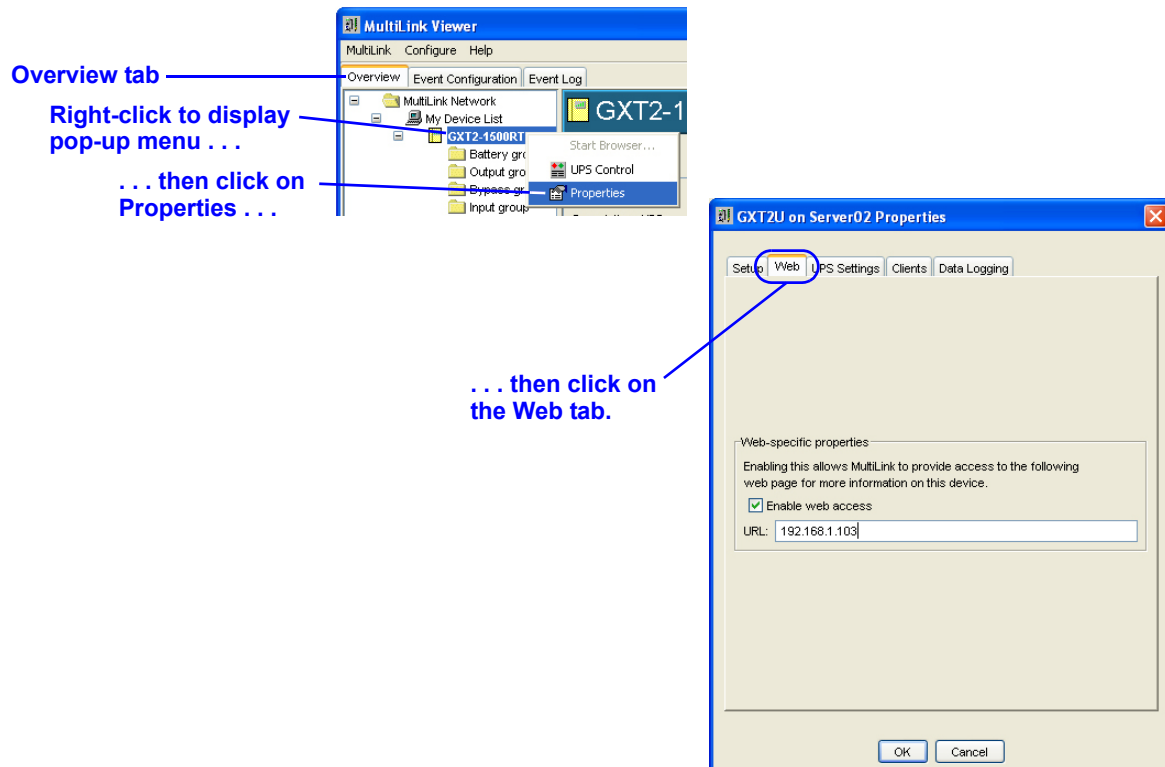 MultiLink Viewer
MultiLink Configure Help
Overview Event Configuration Event Log
Overview tab
MultiLink Network
My Device List
GXT2-1500RT
GXT2-1
Right-click to display
pop-up menu . . .
Start Browser...
Battery
UPS Control
Output
. . . then click on
Properties . . .
Properties
Bypass
Input group
GXT2U on Server02 Properties
Setup Web UPS Settings Clients Data Logging
. . . then click on
the Web tab.
Web-specific properties
Enabling this allows MultiLink to provide access to the following
web page for more information on this device.
Enable web access
URL: 192.168.1.103
OK Cancel